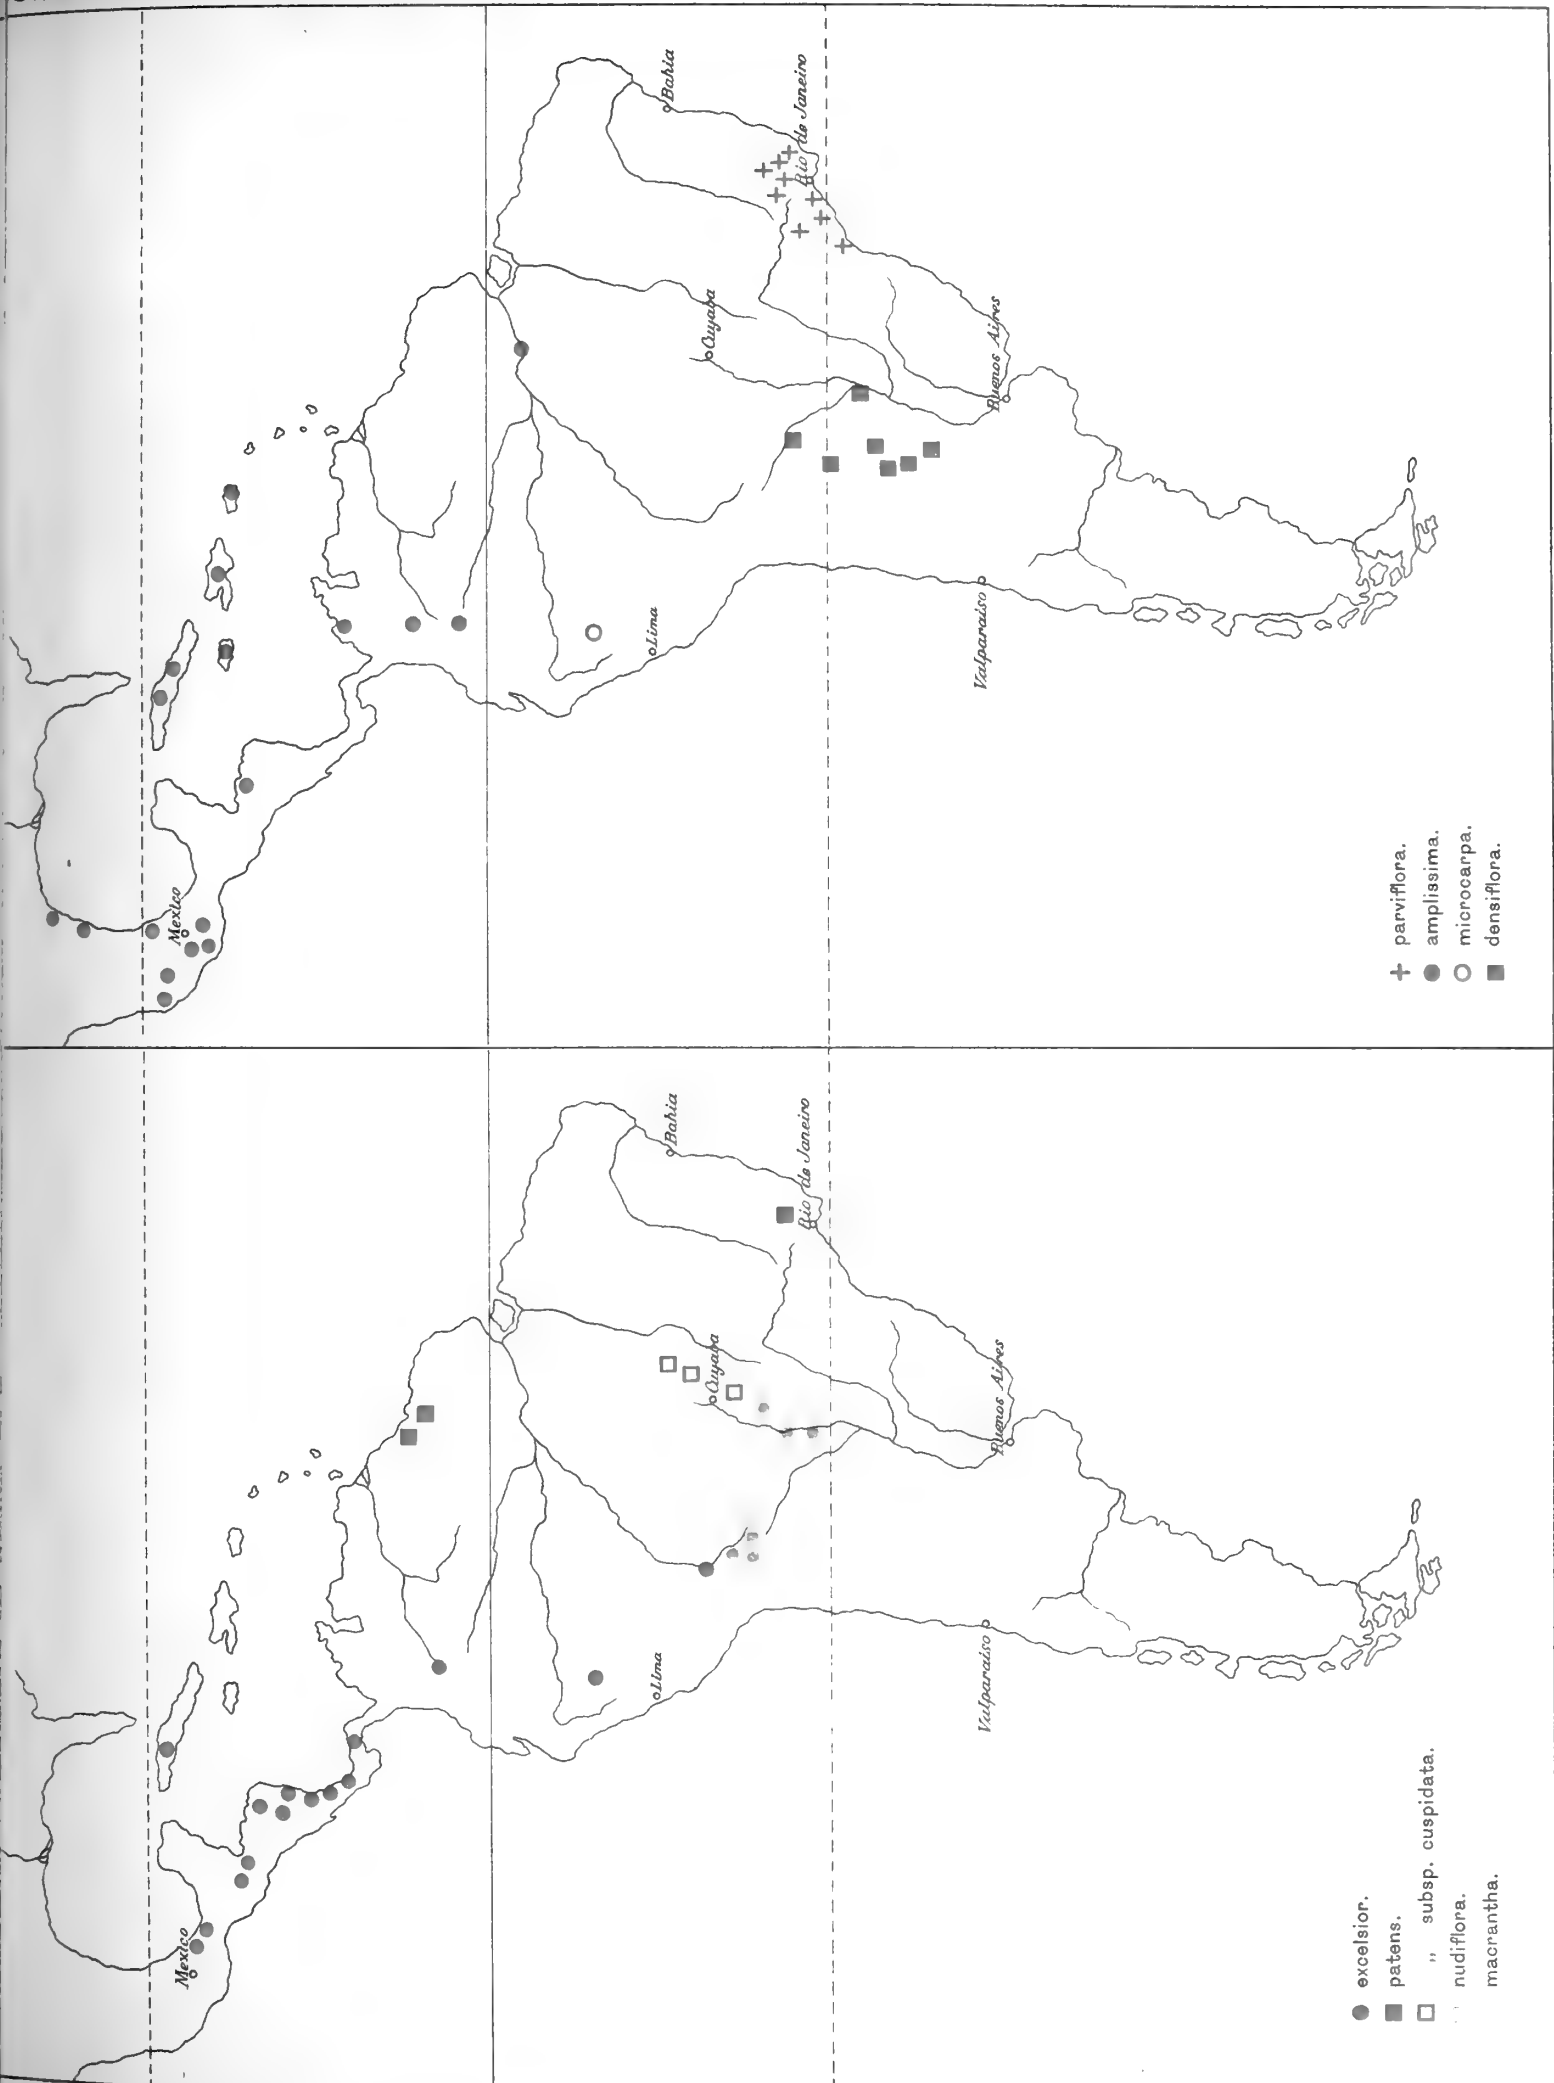 Bahia
Rio de Janeiro
Cuyaba
Buenos Aires
Lima
Valparaiso
Mexico
parviflora.
amplissima.
microcarpa.
densiflora.
Bahia
Rio de Janeiro
Cuyaba
Buenos Aires
Lima
Valparaiso
Mexico
excelsior.
patens.
„ subsp. cuspidata.
nudiflora.
macrantha.